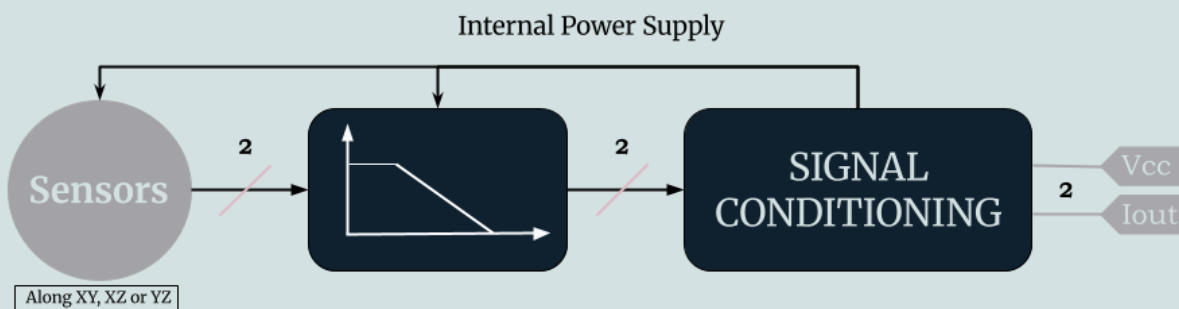 Internal Power Supply
2
2
Sensors
SIGNAL
CONDITIONING
Vcc
2
Iout
Along XY, XZ or YZ